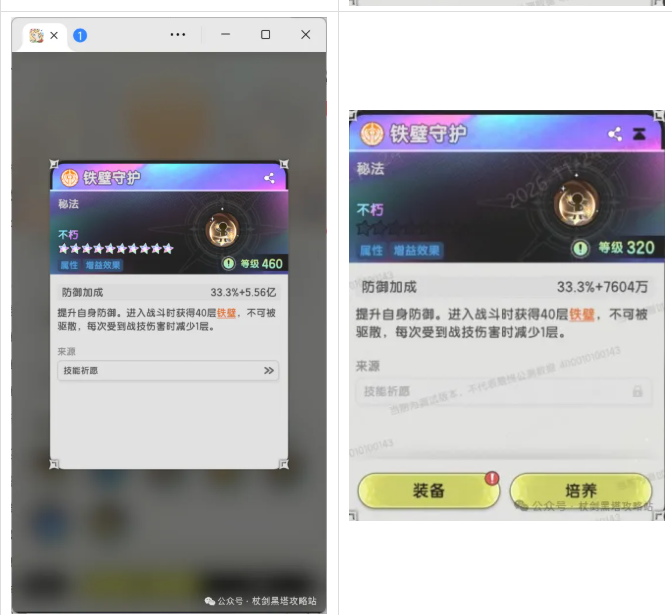 1
铁壁守护
秘法
不朽
等级 460
属性 增益效果
防御加成 33.3%+5.56亿
提升自身防御。进入战斗时获得40层铁壁,不可被
驱散,每次受到战技伤害时减少1层。
来源
技能祈愿
公众号·杖剑黑塔攻略站
铁壁守护
秘法
不朽
等级 320
属性 增益效果
防御加成 33.3%+7604万
提升自身防御。进入战斗时获得40层铁壁,不可被
驱散,每次受到战技伤害时减少1层。
来源
技能祈愿
装备
培养
公众号·杖剑黑塔攻略站